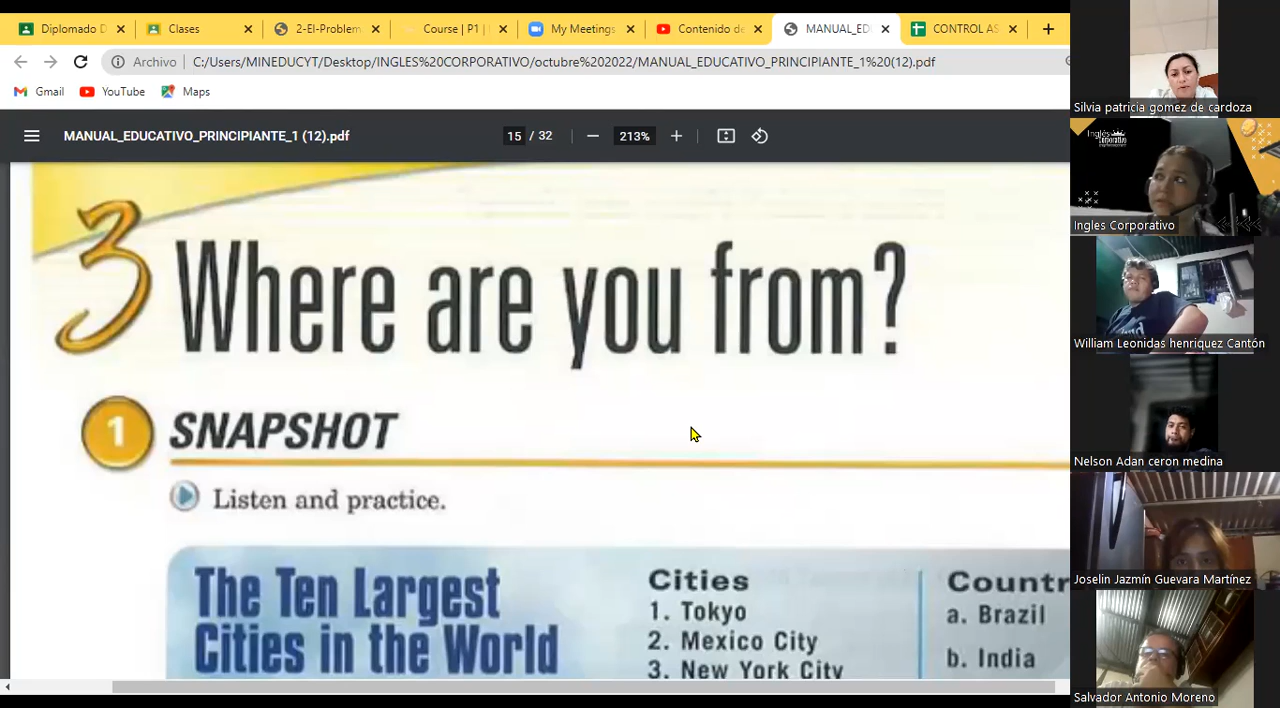 Diplomado D
Clases
2-El-Problem
Course | P1 |
My Meetings
Contenido de
MANUAL_ED
CONTROL AS
Archivo | C:/Users/MINEDUCYT/Desktop/INGLES%20CORPORATIVO/octubre%202022/MANUAL_EDUCATIVO_PRINCIPIANTE_1%20(12).pdf
Gmail YouTube Maps
MANUAL_EDUCATIVO_PRINCIPIANTE_1 (12).pdf 15 / 32 213%
3 Where are you from?
1 SNAPSHOT
Listen and practice.
The Ten Largest
Cities in the World
Cities
1. Tokyo
2. Mexico City
3. New York City
Countr
a. Brazil
b. India
Silvia patricia gomez de cardoza
Inglés
Corporativo
Ingles Corporativo
William Leonidas henriquez Cantón
Nelson Adan ceron medina
Joselin Jazmín Guevara Martínez
Salvador Antonio Moreno